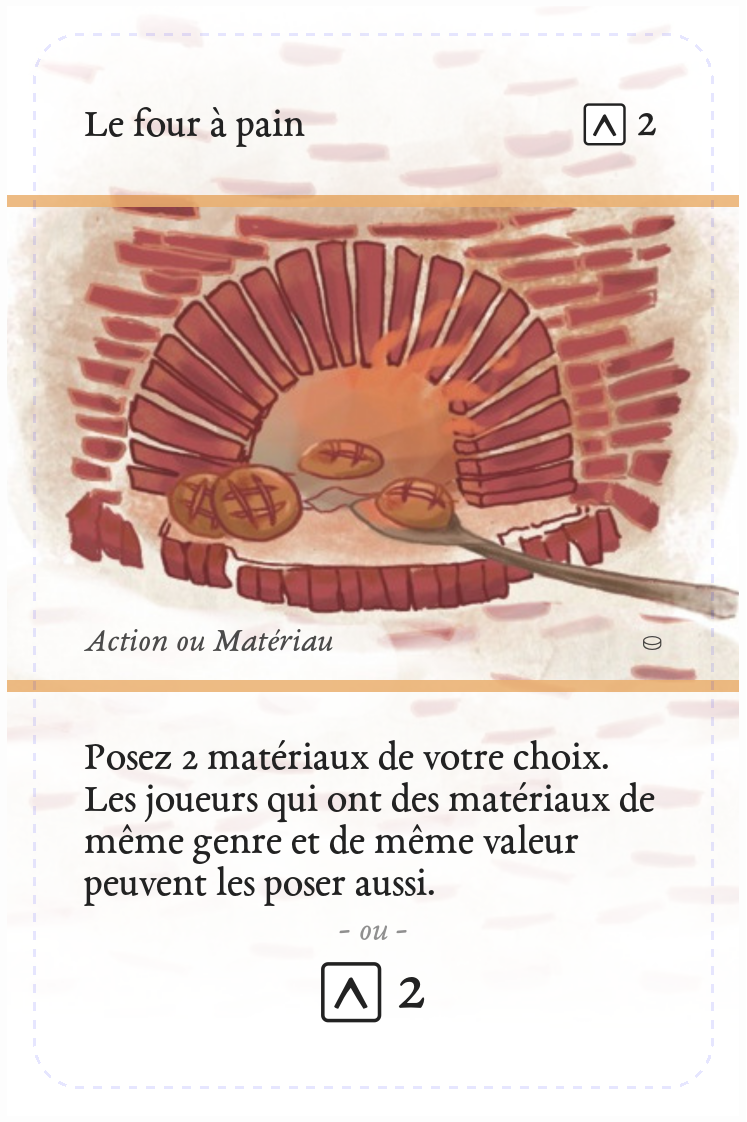 Le four à pain
2
Action ou Matériau
Posez 2 matériaux de votre choix.
Les joueurs qui ont des matériaux de
même genre et de même valeur
peuvent les poser aussi.
- ou -
2